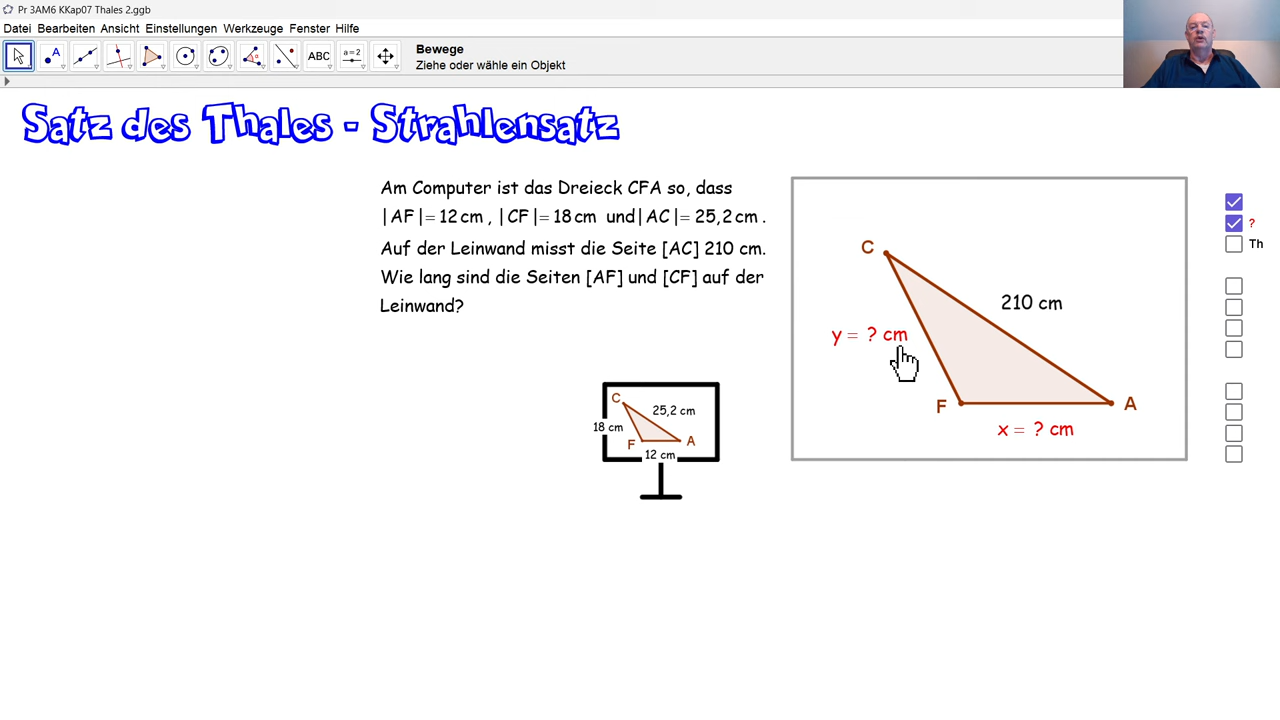 Pr 3AM6 KKap07 Thales 2.ggb
Datei Bearbeiten Ansicht Einstellungen Werkzeuge Fenster Hilfe
A
ABC
a=2
Bewege
Ziehe oder wähle ein Objekt
Satz des Thales - Strahlensatz
Am Computer ist das Dreieck CFA so, dass
|AF|= 12 cm , |CF|= 18 cm und|AC|= 25,2 cm .
Auf der Leinwand misst die Seite [AC] 210 cm.
Wie lang sind die Seiten [AF] und [CF] auf der
Leinwand?
C
210 cm
y = ? cm
F
A
x = ? cm
?
Th
C
25,2 cm
18 cm
F
A
12 cm